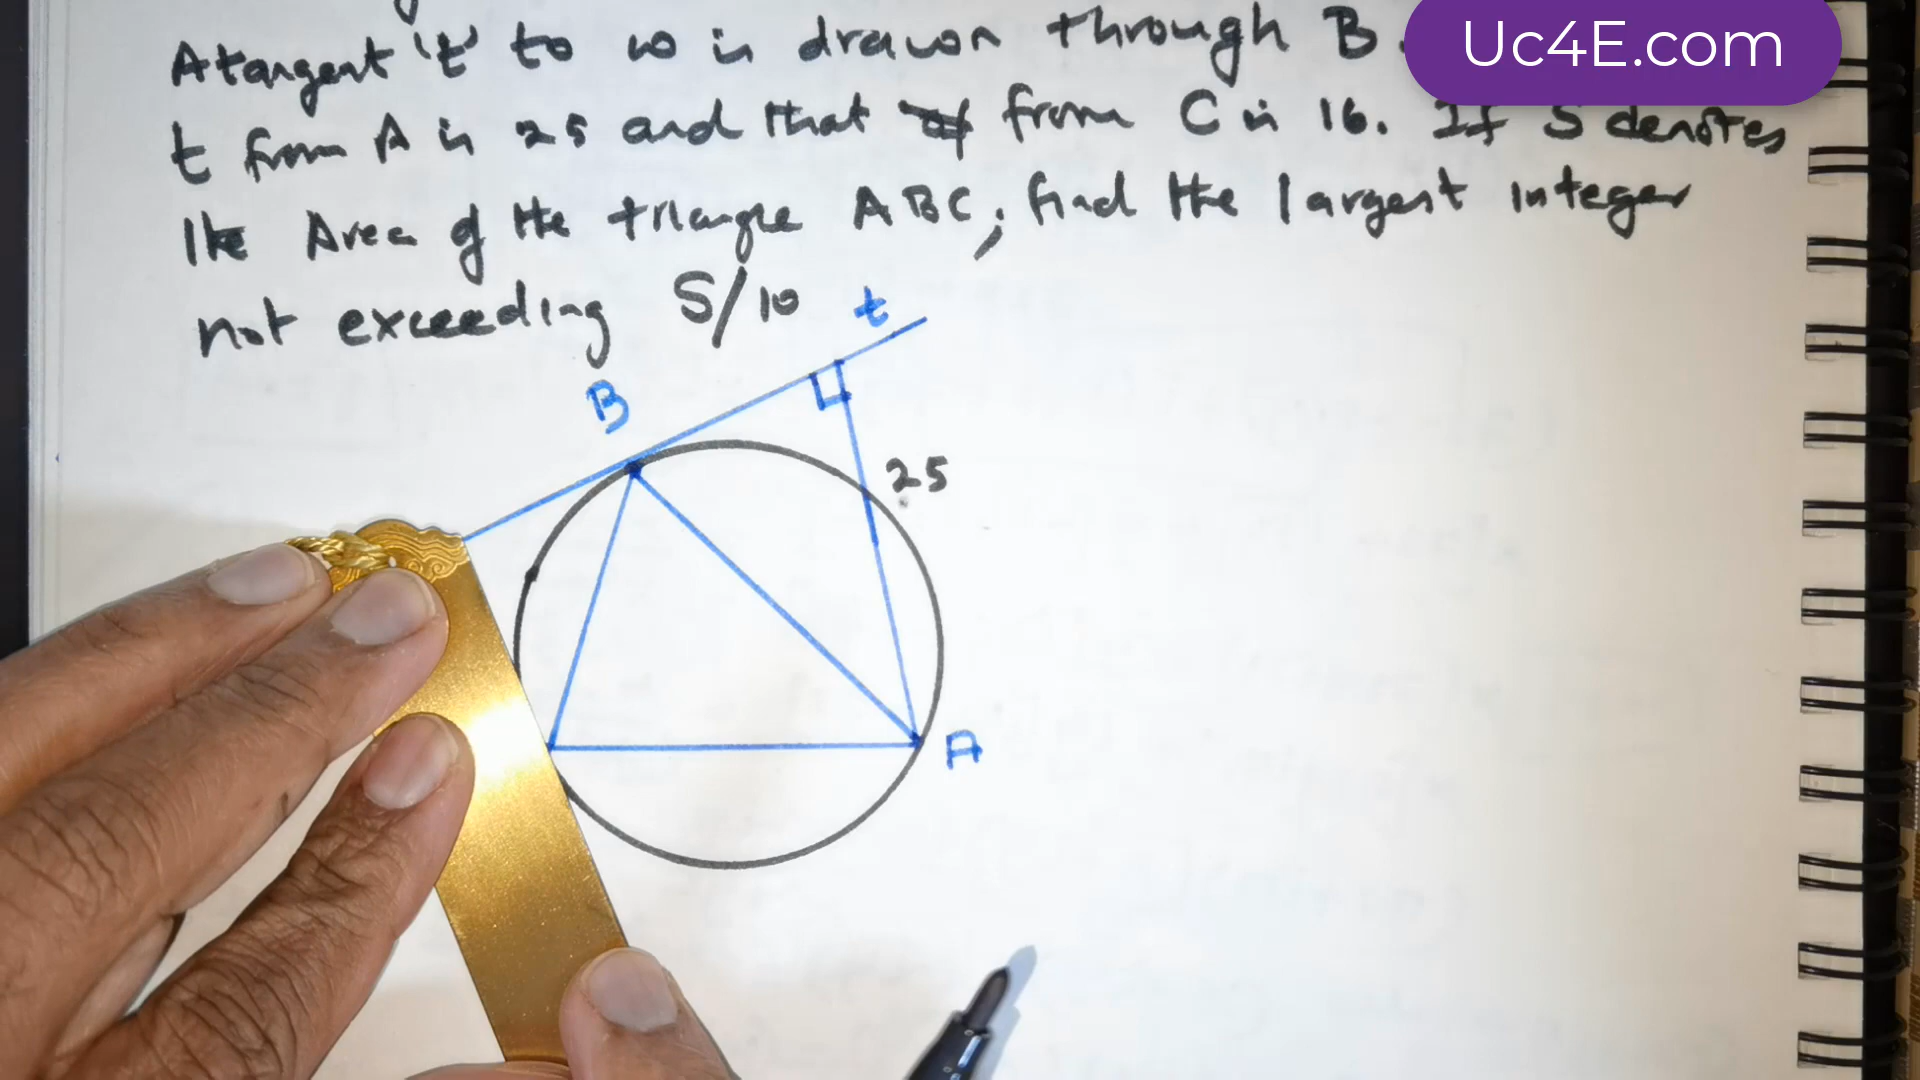 A tangent 't' to ω is drawn through B.
Uc4E.com
t from A is 25 and that from C is 16. If S denotes
the Area of the triangle ABC, find the largest integer
not exceeding S/10
t
B
25
A